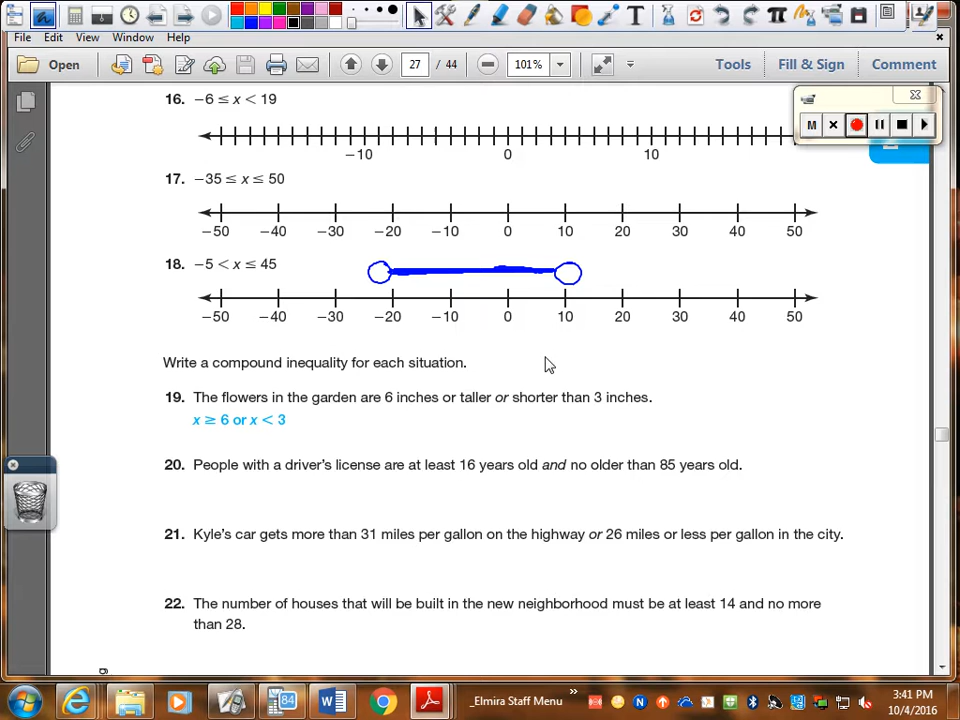 File Edit View Window Help
Open 27 / 44 101% Tools Fill & Sign Comment
M
16. −6 ≤ x < 19
−10 0 10
17. −35 ≤ x ≤ 50
−50 −40 −30 −20 −10 0 10 20 30 40 50
18. −5 < x ≤ 45
−50 −40 −30 −20 −10 0 10 20 30 40 50
Write a compound inequality for each situation.
19. The flowers in the garden are 6 inches or taller or shorter than 3 inches.
x ≥ 6 or x < 3
20. People with a driver's license are at least 16 years old and no older than 85 years old.
21. Kyle's car gets more than 31 miles per gallon on the highway or 26 miles or less per gallon in the city.
22. The number of houses that will be built in the new neighborhood must be at least 14 and no more
than 28.
g
84 _Elmira Staff Menu » 3:41 PM
10/4/2016